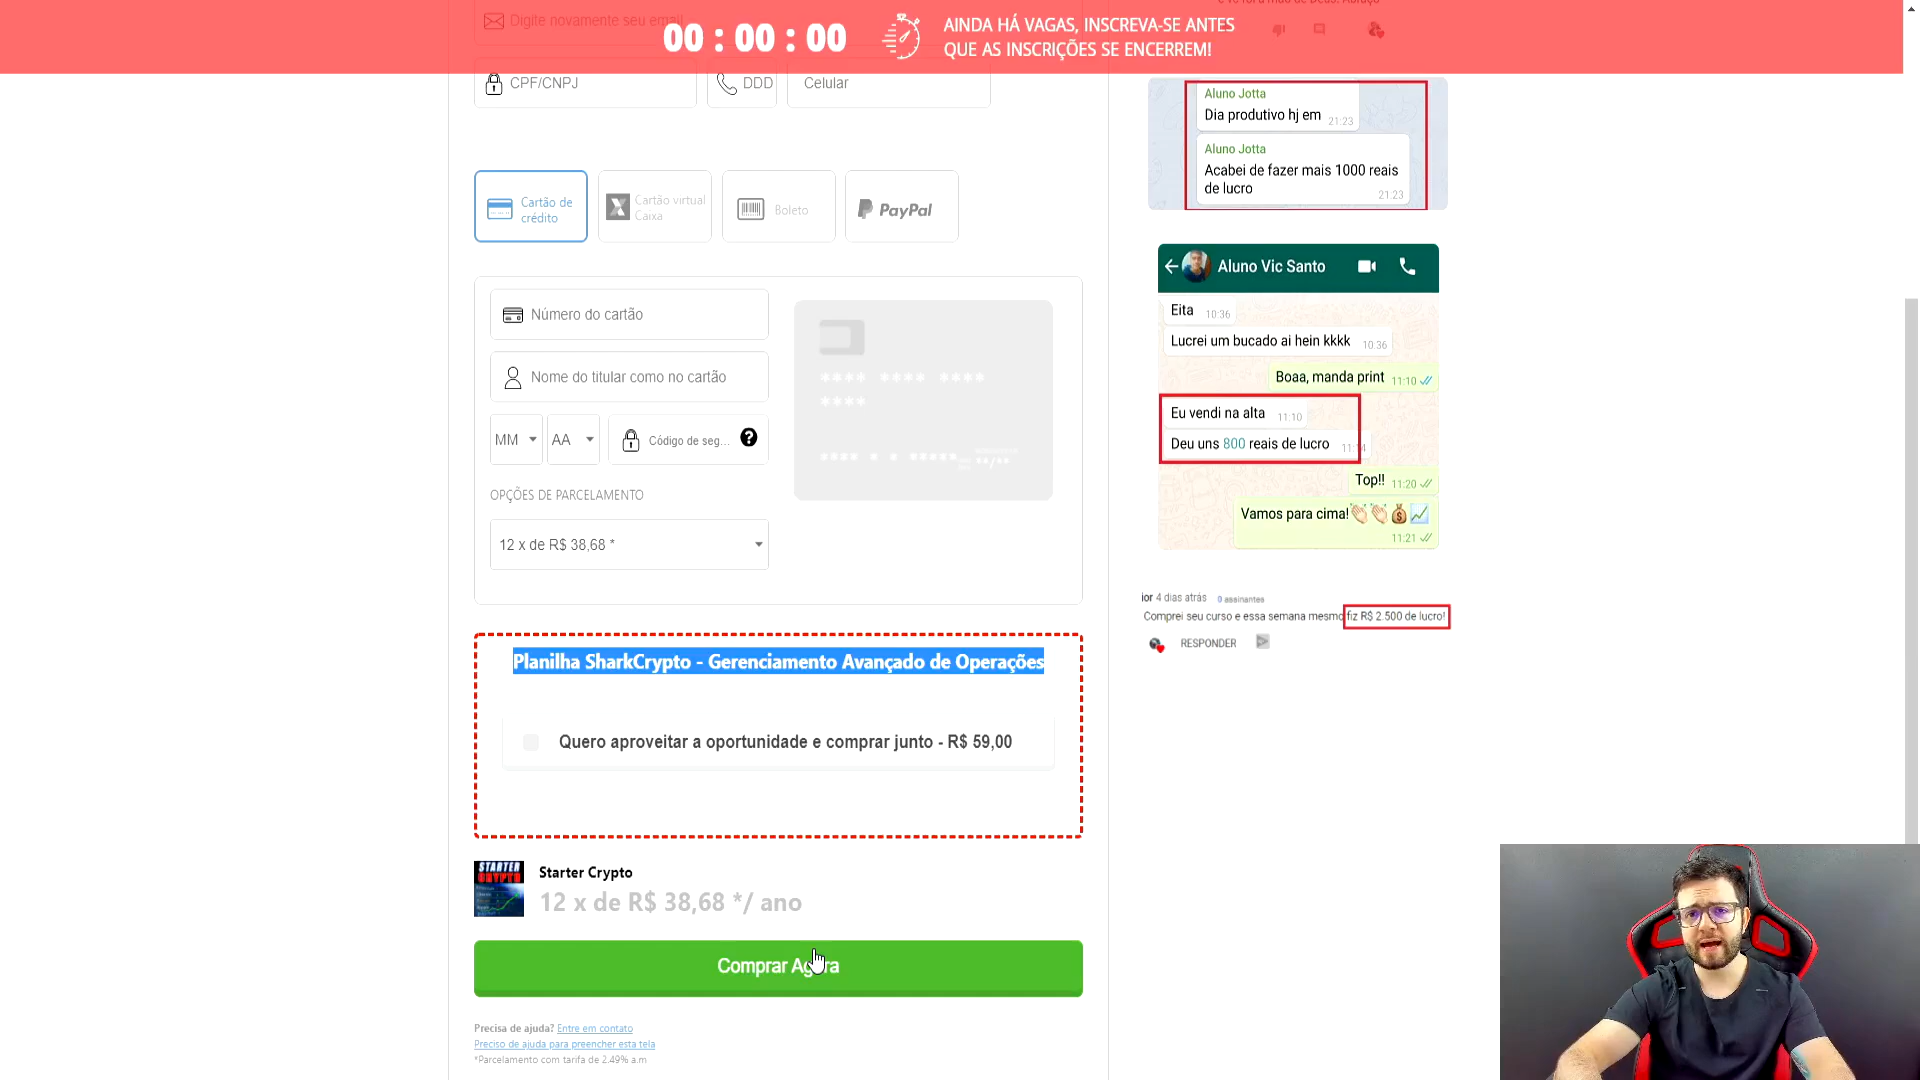 Digite novamente seu email
00 : 00 : 00
AINDA HÁ VAGAS, INSCREVA-SE ANTES
QUE AS INSCRIÇÕES SE ENCERREM!
CPF/CNPJ
DDD
Celular
Cartão de
crédito
Cartão virtual
Caixa
Boleto
PayPal
Número do cartão
Nome do titular como no cartão
MM
AA
Código de seg...
**** **** ****
****
OPÇÕES DE PARCELAMENTO
12 x de R$ 38,68 *
Planilha SharkCrypto - Gerenciamento Avançado de Operações
Quero aproveitar a oportunidade e comprar junto - R$ 59,00
STARTER
CRYPTO
Starter Crypto
12 x de R$ 38,68 */ ano
Comprar Agora
Precisa de ajuda? Entre em contato
Preciso de ajuda para preencher esta tela
*Parcelamento com tarifa de 2.49% a.m
Aluno Jotta
Dia produtivo hj em 21:23
Aluno Jotta
Acabei de fazer mais 1000 reais
de lucro
21:23
Aluno Vic Santo
Eita 10:36
Lucrei um bucado ai hein kkkk 10:36
Boaa, manda print 11:10
Eu vendi na alta 11:10
Deu uns 800 reais de lucro
Top!! 11:20
Vamos para cima!👏🏻👏🏻💰📈
11:21
ior 4 dias atrás 0 assinantes
Comprei seu curso e essa semana mesmo fiz R$ 2.500 de lucro!
RESPONDER